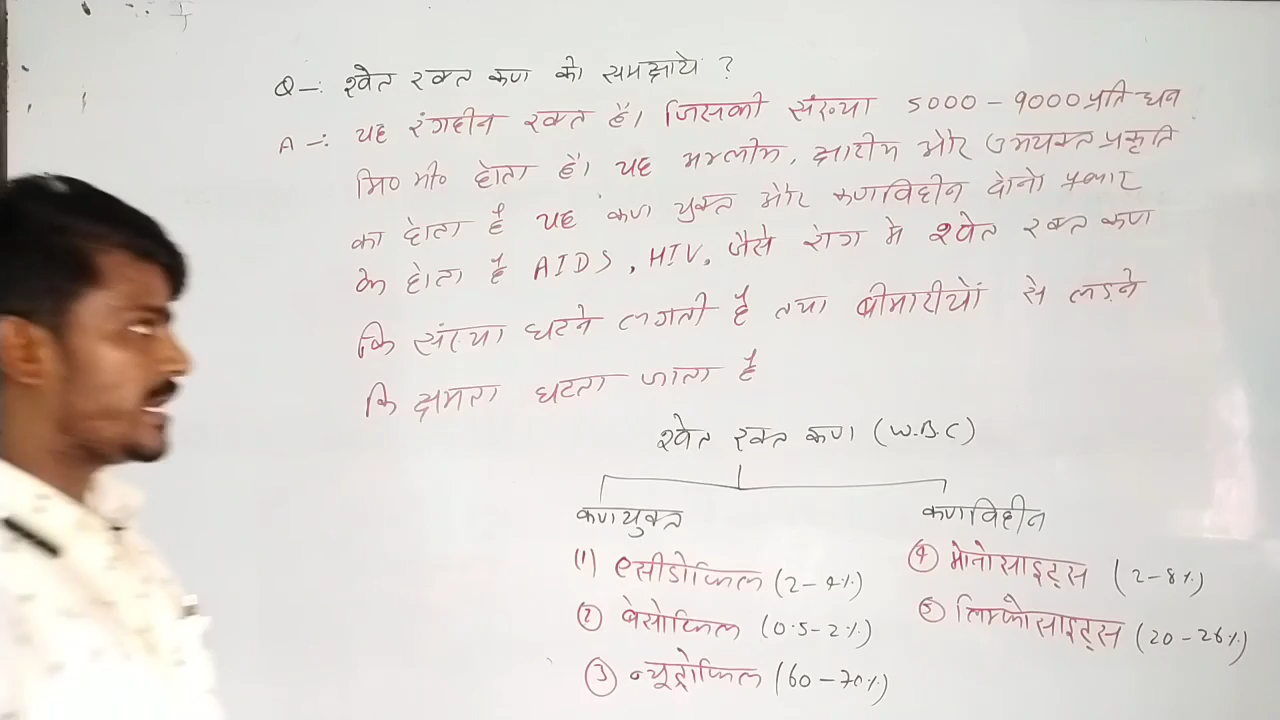 Q -: श्वेत रक्त कण को समझाये ?
A -: यह रंगहीन रक्त है। जिसकी संख्या 5000 - 9000 प्रति घन
मि० मी० होता है। यह अम्लीय, क्षारीय और उभयक्त प्रकृति
का होता है यह कण युक्त और कणविहीन दोनो प्रकार
के होता है AIDS, HIV, जैसे रोग मे श्वेत रक्त कण
कि संख्या घटने लगती है तथा बीमारीयों से लड़ने
कि क्षमता घटता जाता है
श्वेत रक्त कण (W.B.C)
कणयुक्त कणविहीन
(1) एसीडोफिल (2-4%) ④ मोनोसाइट्स (2-8%)
② बेसोफिल (0.5-2%) ⑤ लिम्फोसाइट्स (20-26%)
③ न्यूट्रोफिल (60-70%)